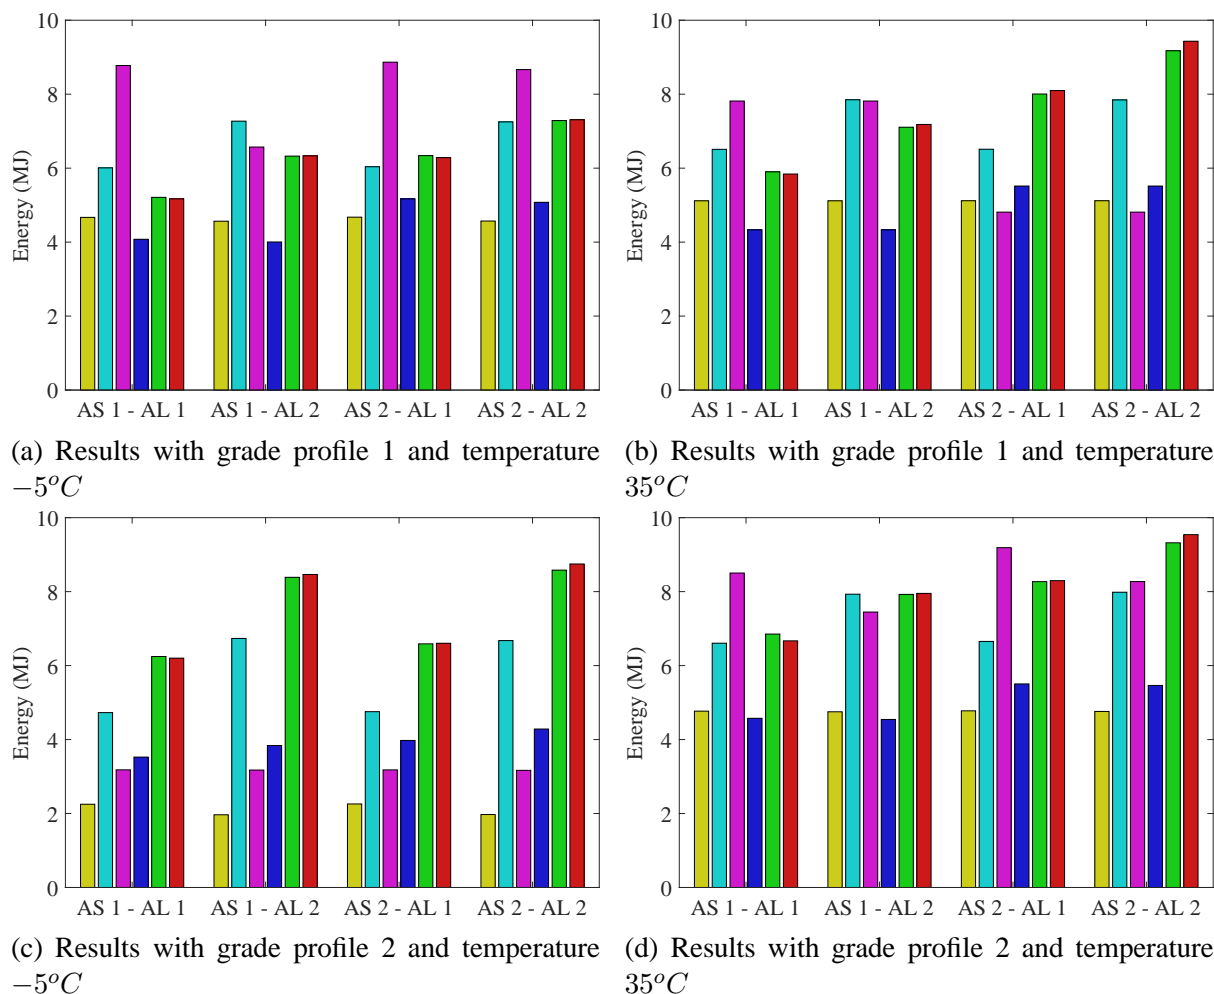 10
8
6
4
2
0
Energy (MJ)
AS 1 - AL 1 AS 1 - AL 2 AS 2 - AL 1 AS 2 - AL 2
(a) Results with grade profile 1 and temperature
−5°C
10
8
6
4
2
0
Energy (MJ)
AS 1 - AL 1 AS 1 - AL 2 AS 2 - AL 1 AS 2 - AL 2
(b) Results with grade profile 1 and temperature
35°C
10
8
6
4
2
0
Energy (MJ)
AS 1 - AL 1 AS 1 - AL 2 AS 2 - AL 1 AS 2 - AL 2
(c) Results with grade profile 2 and temperature
−5°C
10
8
6
4
2
0
Energy (MJ)
AS 1 - AL 1 AS 1 - AL 2 AS 2 - AL 1 AS 2 - AL 2
(d) Results with grade profile 2 and temperature
35°C